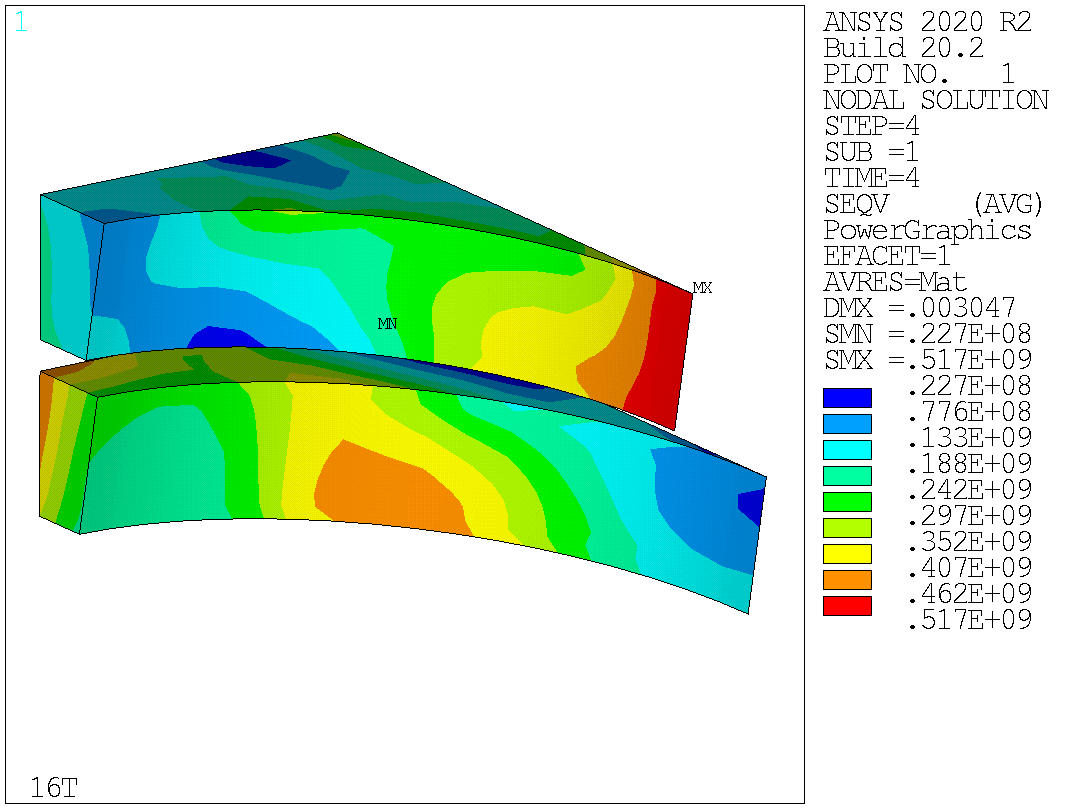 1
ANSYS 2020 R2
Build 20.2
PLOT NO. 1
NODAL SOLUTION
STEP=4
SUB =1
TIME=4
SEQV (AVG)
PowerGraphics
EFACET=1
AVRES=Mat
DMX =.003047
SMN =.227E+08
SMX =.517E+09
.227E+08
.776E+08
.133E+09
.188E+09
.242E+09
.297E+09
.352E+09
.407E+09
.462E+09
.517E+09
MX
MN
16T